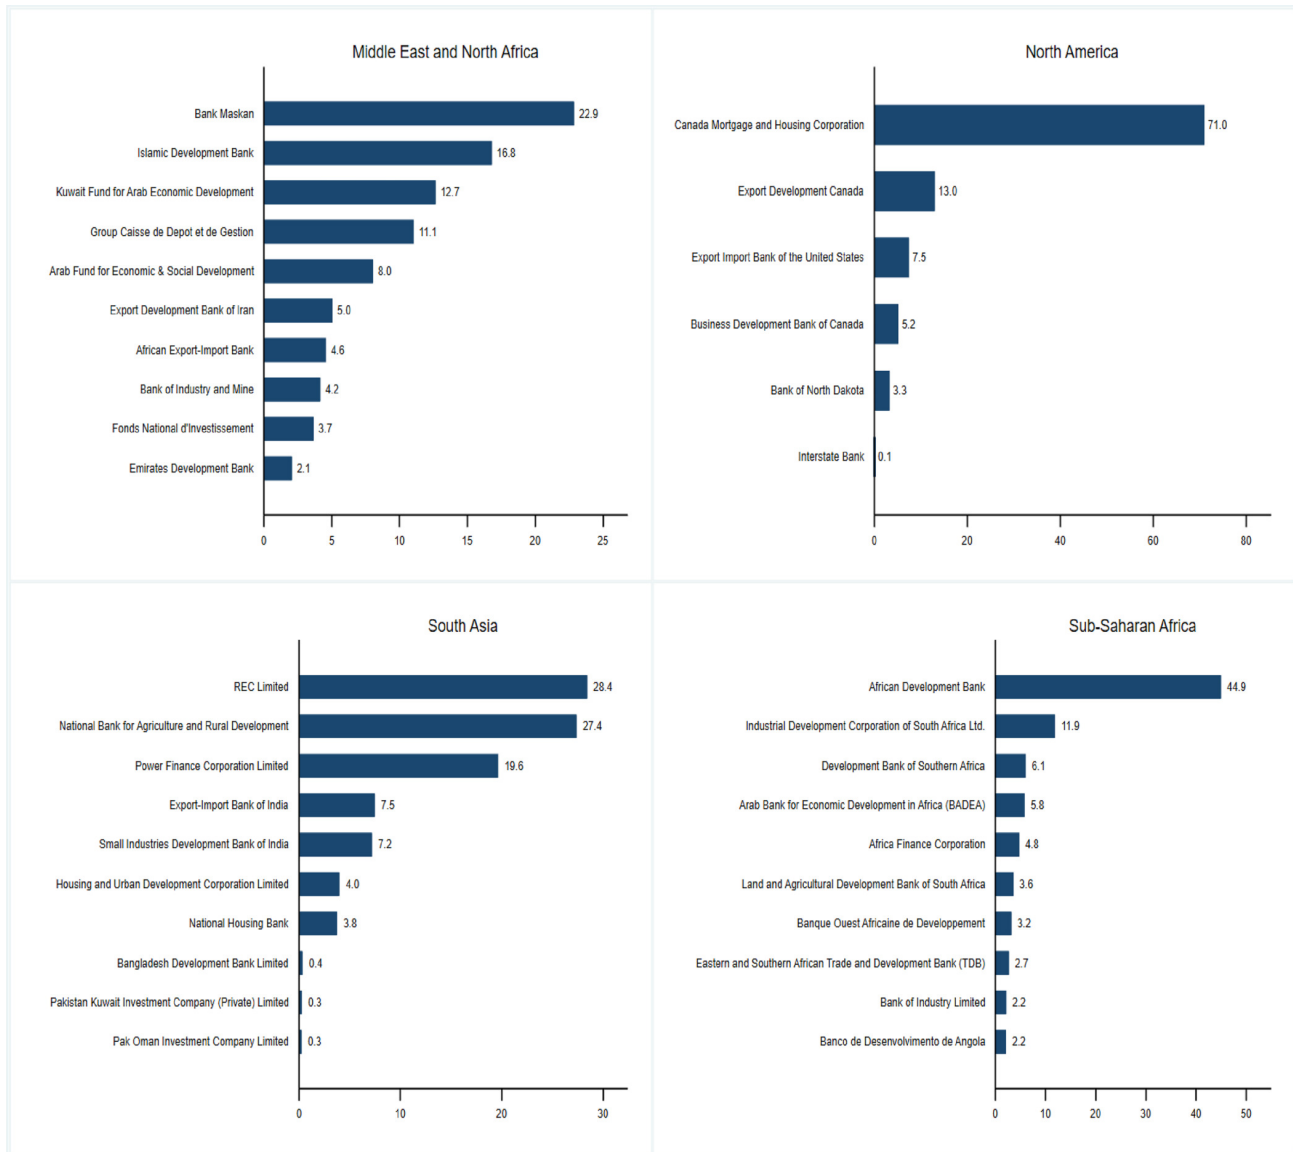 Middle East and North Africa
Bank Maskan 22.9
Islamic Development Bank 16.8
Kuwait Fund for Arab Economic Development 12.7
Group Caisse de Depot et de Gestion 11.1
Arab Fund for Economic & Social Development 8.0
Export Development Bank of Iran 5.0
African Export-Import Bank 4.6
Bank of Industry and Mine 4.2
Fonds National d'Investissement 3.7
Emirates Development Bank 2.1
0 5 10 15 20 25
North America
Canada Mortgage and Housing Corporation 71.0
Export Development Canada 13.0
Export Import Bank of the United States 7.5
Business Development Bank of Canada 5.2
Bank of North Dakota 3.3
Interstate Bank 0.1
0 20 40 60 80
South Asia
REC Limited 28.4
National Bank for Agriculture and Rural Development 27.4
Power Finance Corporation Limited 19.6
Export-Import Bank of India 7.5
Small Industries Development Bank of India 7.2
Housing and Urban Development Corporation Limited 4.0
National Housing Bank 3.8
Bangladesh Development Bank Limited 0.4
Pakistan Kuwait Investment Company (Private) Limited 0.3
Pak Oman Investment Company Limited 0.3
0 10 20 30
Sub-Saharan Africa
African Development Bank 44.9
Industrial Development Corporation of South Africa Ltd. 11.9
Development Bank of Southern Africa 6.1
Arab Bank for Economic Development in Africa (BADEA) 5.8
Africa Finance Corporation 4.8
Land and Agricultural Development Bank of South Africa 3.6
Banque Ouest Africaine de Developpement 3.2
Eastern and Southern African Trade and Development Bank (TDB) 2.7
Bank of Industry Limited 2.2
Banco de Desenvolvimento de Angola 2.2
0 10 20 30 40 50